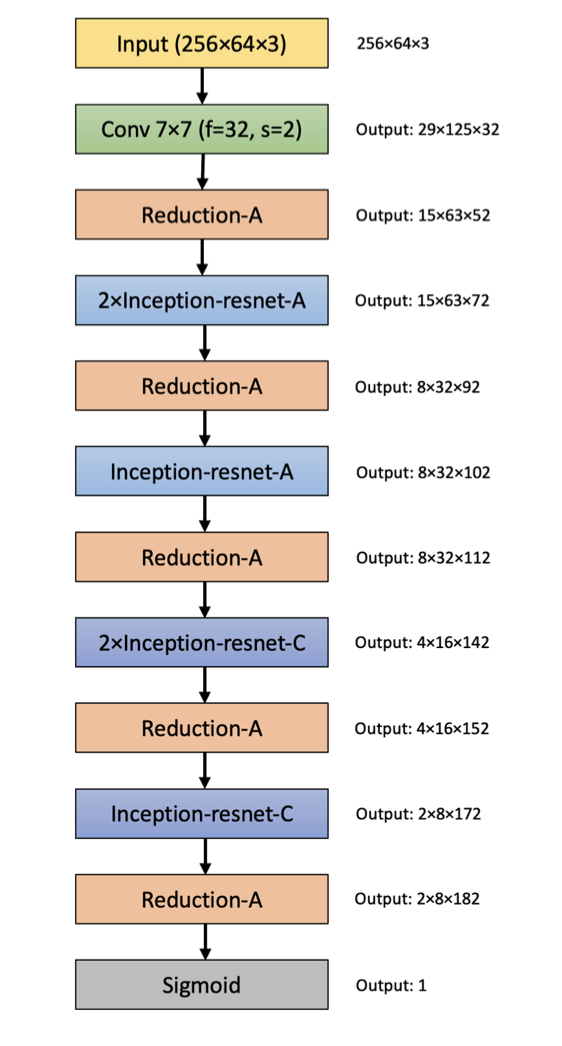 Input (256×64×3)
256×64×3
Conv 7×7 (f=32, s=2)
Output: 29×125×32
Reduction-A
Output: 15×63×52
2×Inception-resnet-A
Output: 15×63×72
Reduction-A
Output: 8×32×92
Inception-resnet-A
Output: 8×32×102
Reduction-A
Output: 8×32×112
2×Inception-resnet-C
Output: 4×16×142
Reduction-A
Output: 4×16×152
Inception-resnet-C
Output: 2×8×172
Reduction-A
Output: 2×8×182
Sigmoid
Output: 1